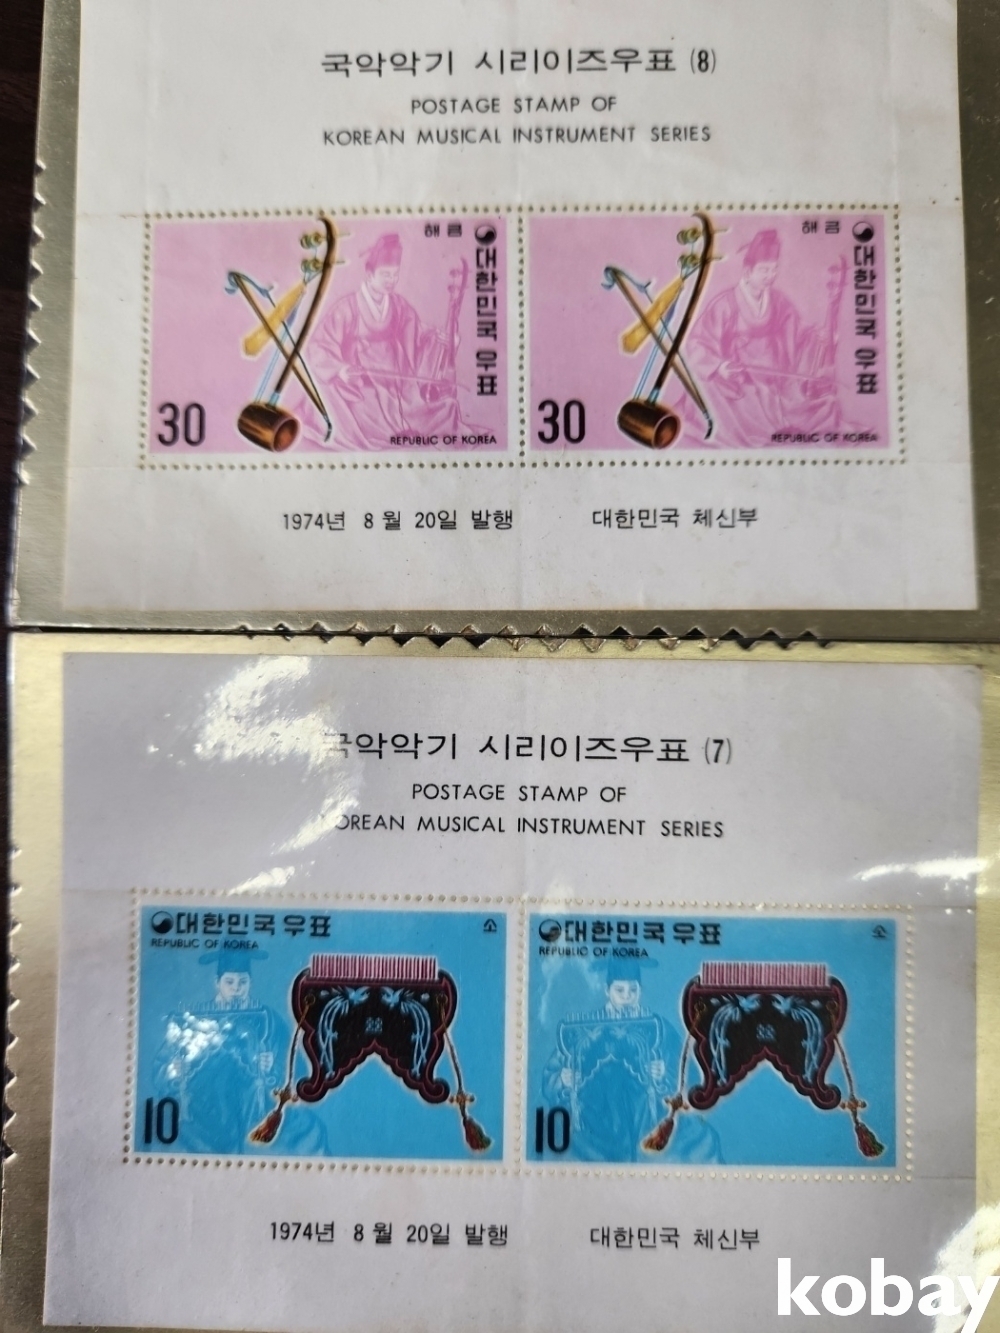 국악악기 시리이즈우표 (8)
POSTAGE STAMP OF
KOREAN MUSICAL INSTRUMENT SERIES
해금
대한민국 우표
30
REPUBLIC OF KOREA
해금
대한민국 우표
30
REPUBLIC OF KOREA
1974년 8월 20일 발행 대한민국 체신부
국악악기 시리이즈우표 (7)
POSTAGE STAMP OF
KOREAN MUSICAL INSTRUMENT SERIES
대한민국우표 소
REPUBLIC OF KOREA
10
대한민국우표 소
REPUBLIC OF KOREA
10
1974년 8월 20일 발행 대한민국 체신부
kobay